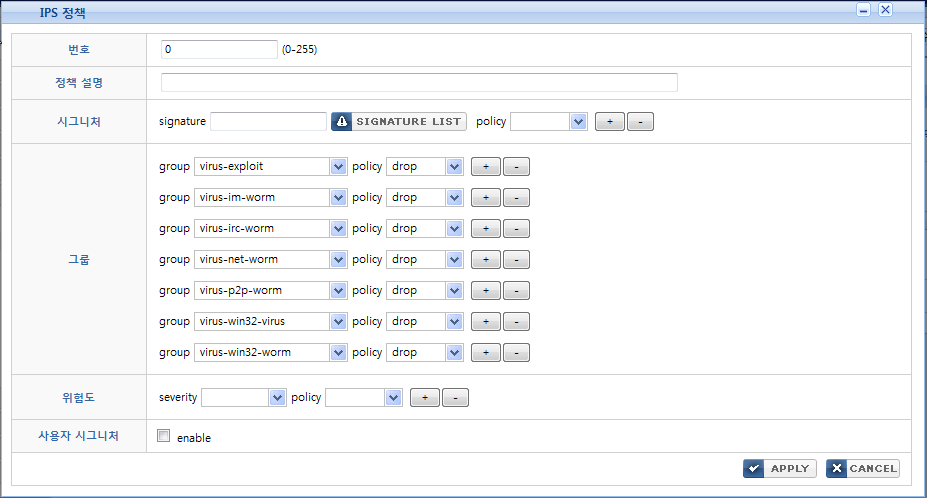 IPS 정책
번호 0 (0-255)
정책 설명
시그니처 signature SIGNATURE LIST policy + -
그룹
group virus-exploit policy drop + -
group virus-im-worm policy drop + -
group virus-irc-worm policy drop + -
group virus-net-worm policy drop + -
group virus-p2p-worm policy drop + -
group virus-win32-virus policy drop + -
group virus-win32-worm policy drop + -
위험도 severity policy + -
사용자 시그니처 enable
APPLY CANCEL